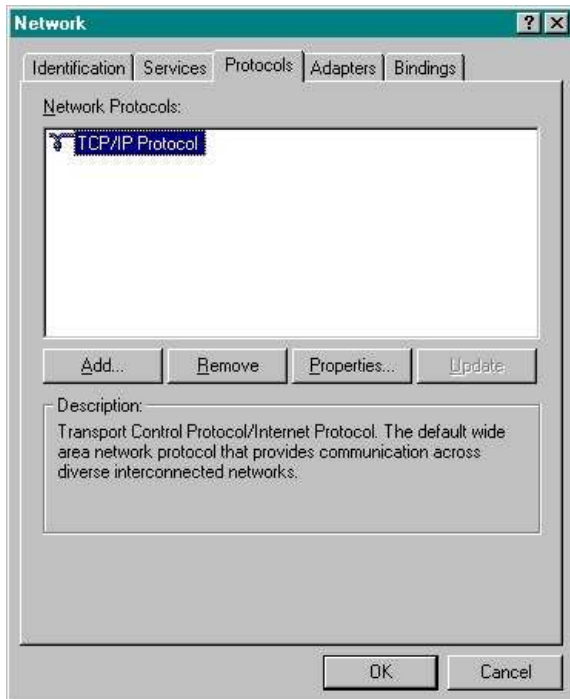 Network
Identification Services Protocols Adapters Bindings
Network Protocols:
TCP/IP Protocol
Add... Remove Properties... Update
Description:
Transport Control Protocol/Internet Protocol. The default wide
area network protocol that provides communication across
diverse interconnected networks.
OK Cancel